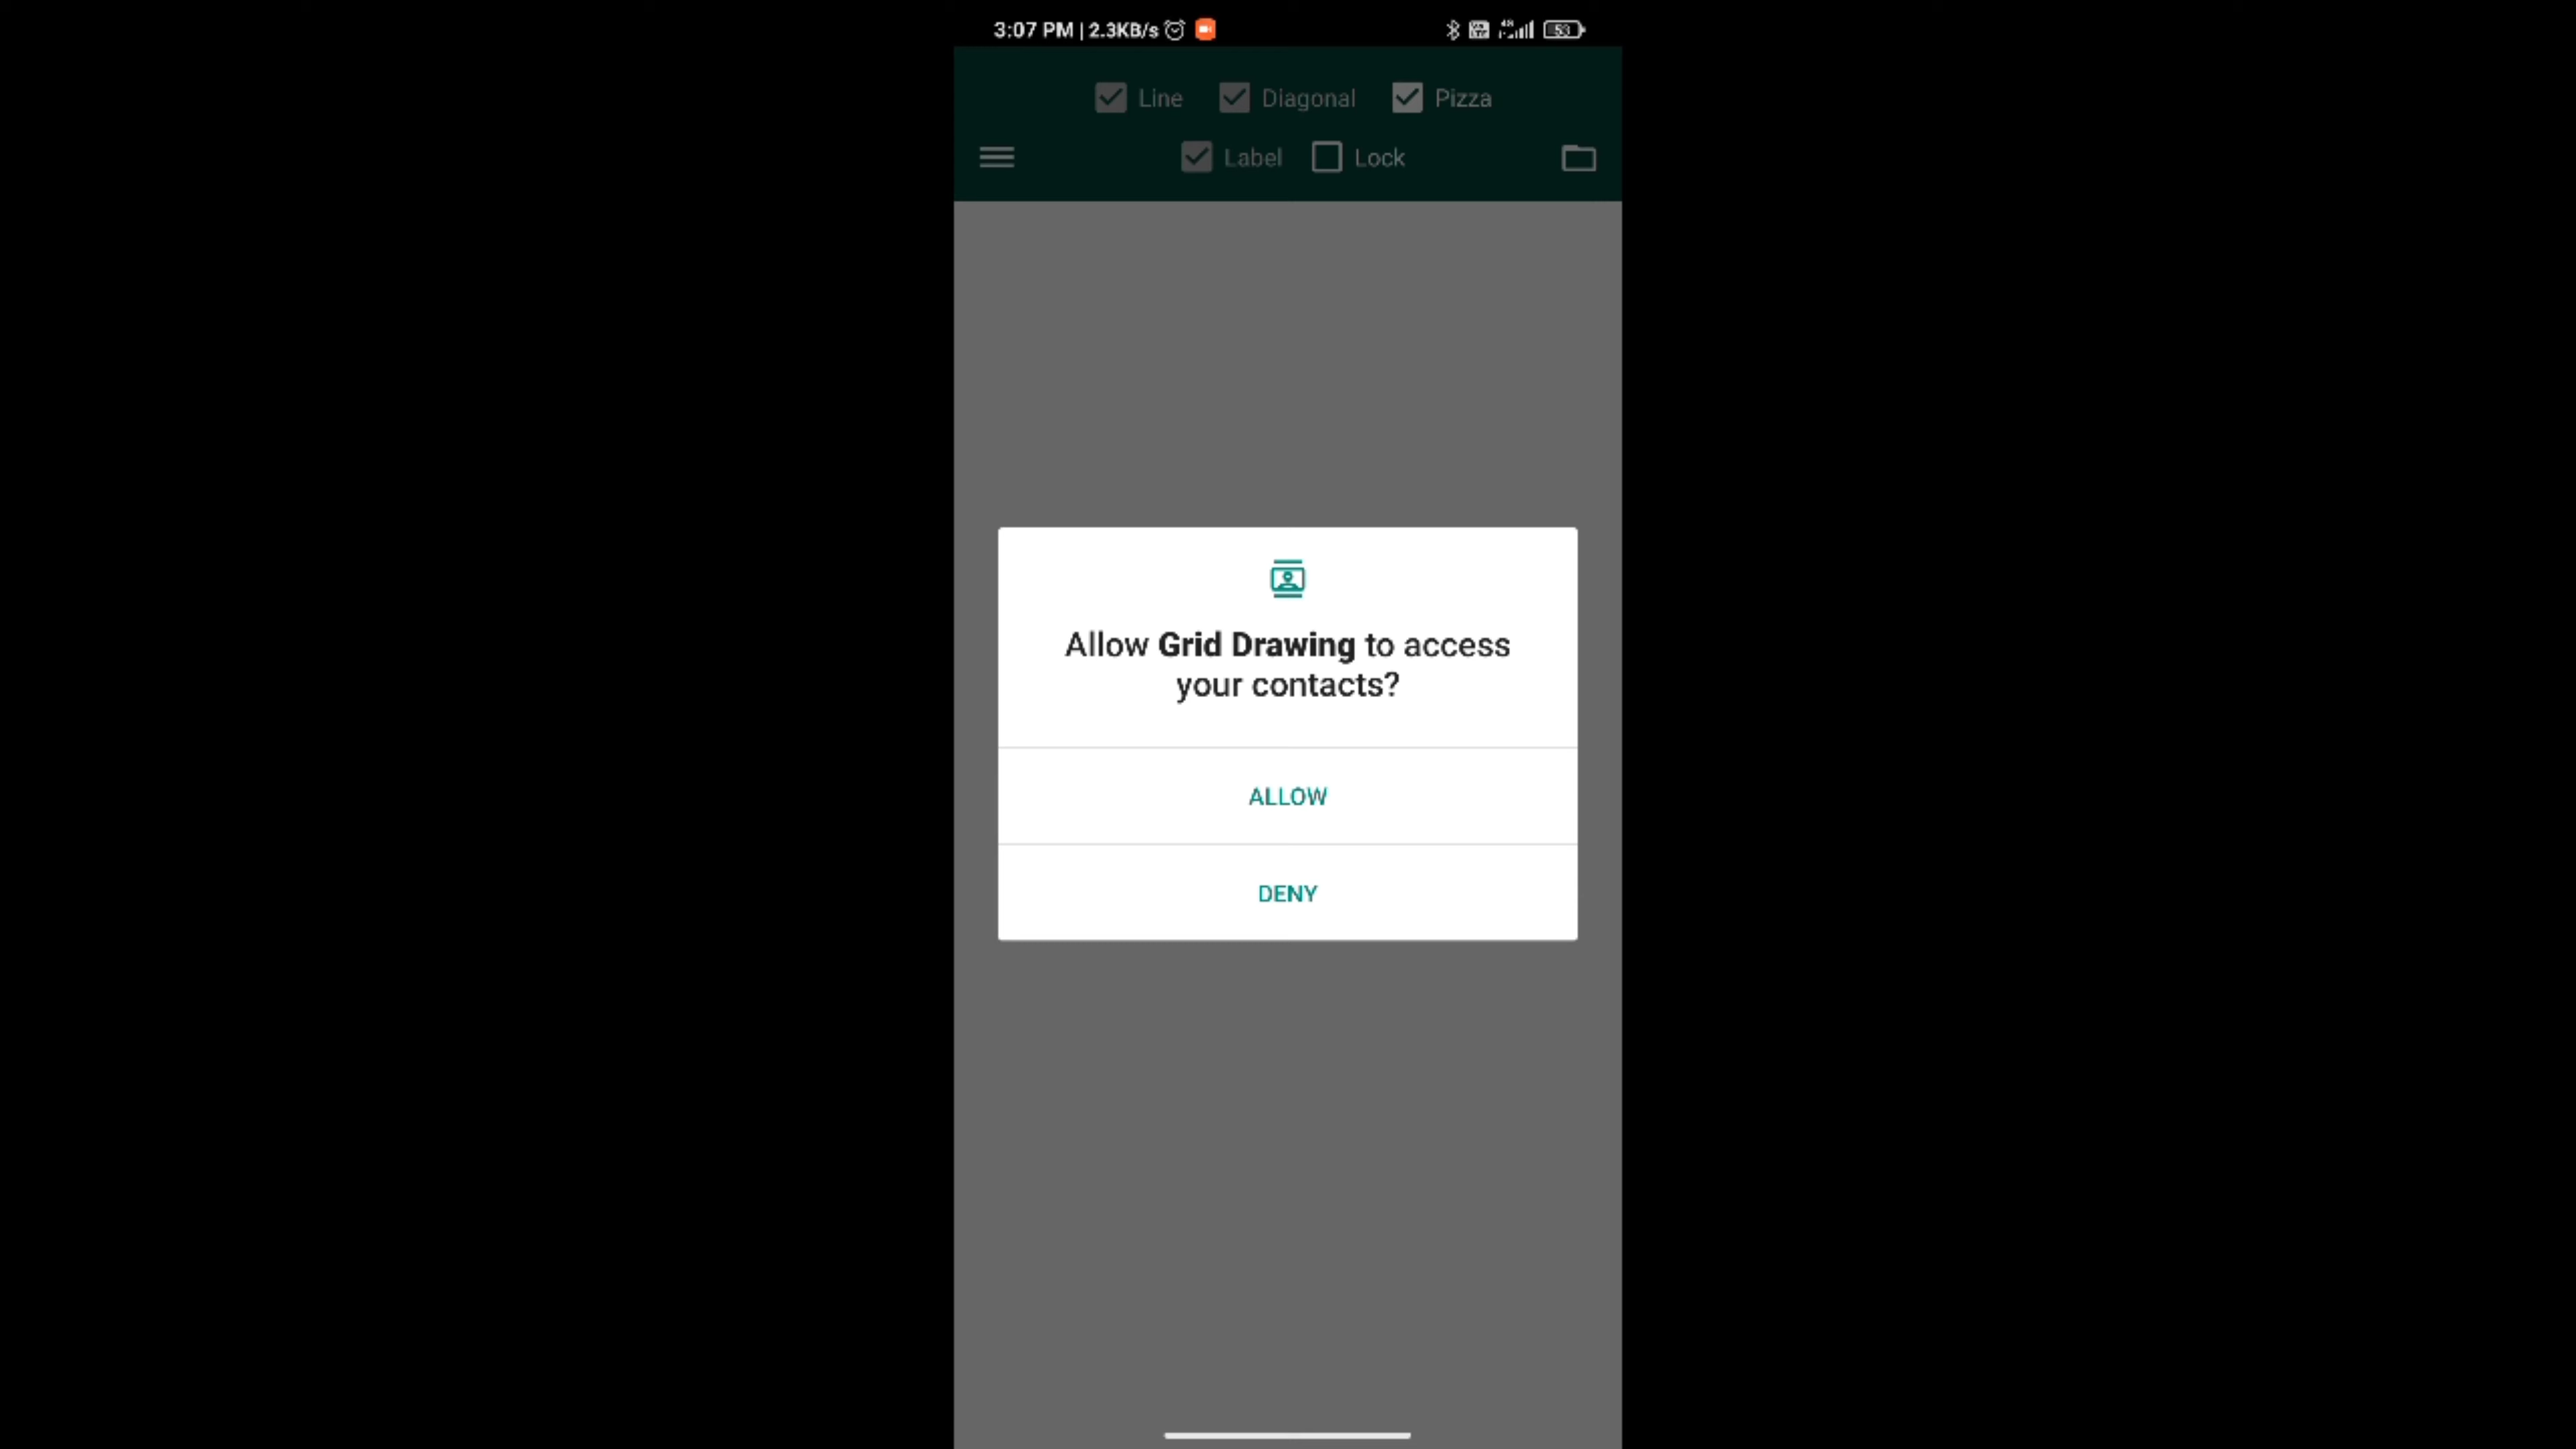 3:07 PM | 2.3KB/s 53
Line Diagonal Pizza
Label Lock
Allow Grid Drawing to access
your contacts?
ALLOW
DENY